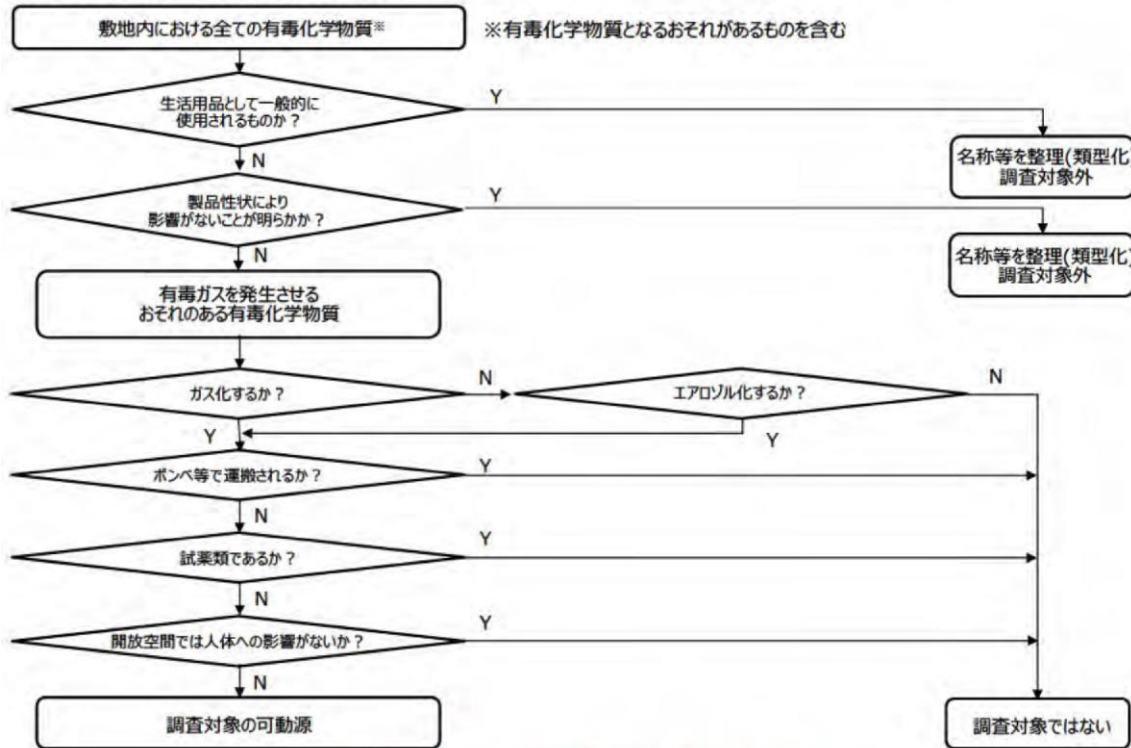 敷地内における全ての有毒化学物質※
※有毒化学物質となるおそれがあるものを含む
生活用品として一般的に
使用されるものか？
Y
N
名称等を整理(類型化)
調査対象外
製品性状により
影響がないことが明らかか？
Y
N
名称等を整理(類型化)
調査対象外
有毒ガスを発生させる
おそれのある有毒化学物質
ガス化するか？
N
エアロゾル化するか？
N
Y
Y
ボンベ等で運搬されるか？
Y
N
試薬類であるか？
Y
N
開放空間では人体への影響がないか？
Y
N
調査対象の可動源
調査対象ではない